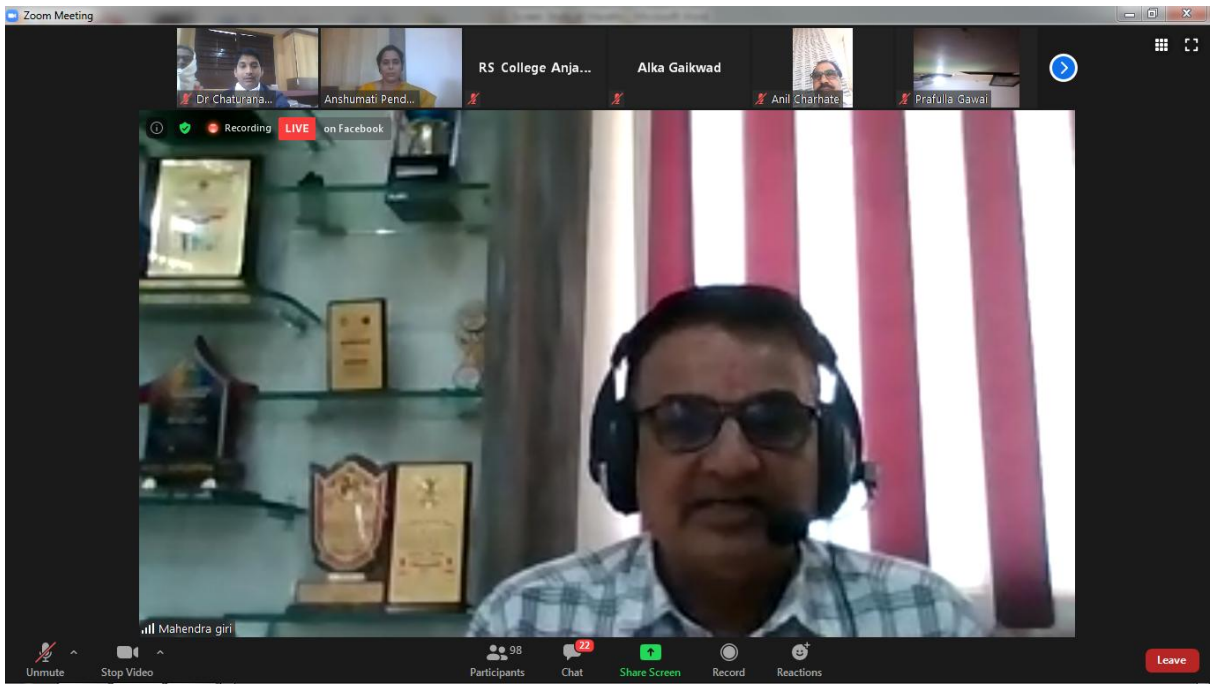 Zoom Meeting
Dr Chaturana...
Anshumati Pend...
RS College Anja...
Alka Gaikwad
Anil Charhate
Prafulla Gawai
Recording
LIVE
on Facebook
Mahendra giri
98
22
Unmute
Stop Video
Participants
Chat
Share Screen
Record
Reactions
Leave